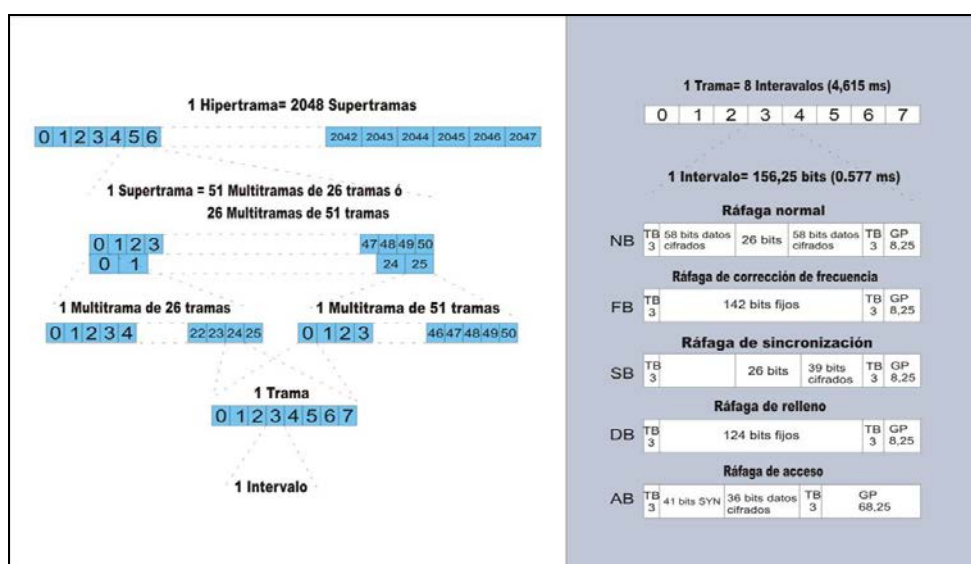 1 Hipertrama= 2048 Supertramas
0 1 2 3 4 5 6 2042 2043 2044 2045 2046 2047
1 Supertrama = 51 Multitramas de 26 tramas ó
26 Multitramas de 51 tramas
0 1 2 3 47 48 49 50
0 1 24 25
1 Multitrama de 26 tramas 1 Multitrama de 51 tramas
0 1 2 3 4 22 23 24 25 0 1 2 3 46 47 48 49 50
1 Trama
0 1 2 3 4 5 6 7
1 Intervalo
1 Trama= 8 Interavalos (4,615 ms)
0 1 2 3 4 5 6 7
1 Intervalo= 156,25 bits (0.577 ms)
Ráfaga normal
NB TB 3 58 bits datos cifrados 26 bits 58 bits datos cifrados TB 3 GP 8,25
Ráfaga de corrección de frecuencia
FB TB 3 142 bits fijos TB 3 GP 8,25
Ráfaga de sincronización
SB TB 3 26 bits 39 bits cifrados TB 3 GP 8,25
Ráfaga de relleno
DB TB 3 124 bits fijos TB 3 GP 8,25
Ráfaga de acceso
AB TB 3 41 bits SYN 36 bits datos cifrados TB 3 GP 68,25